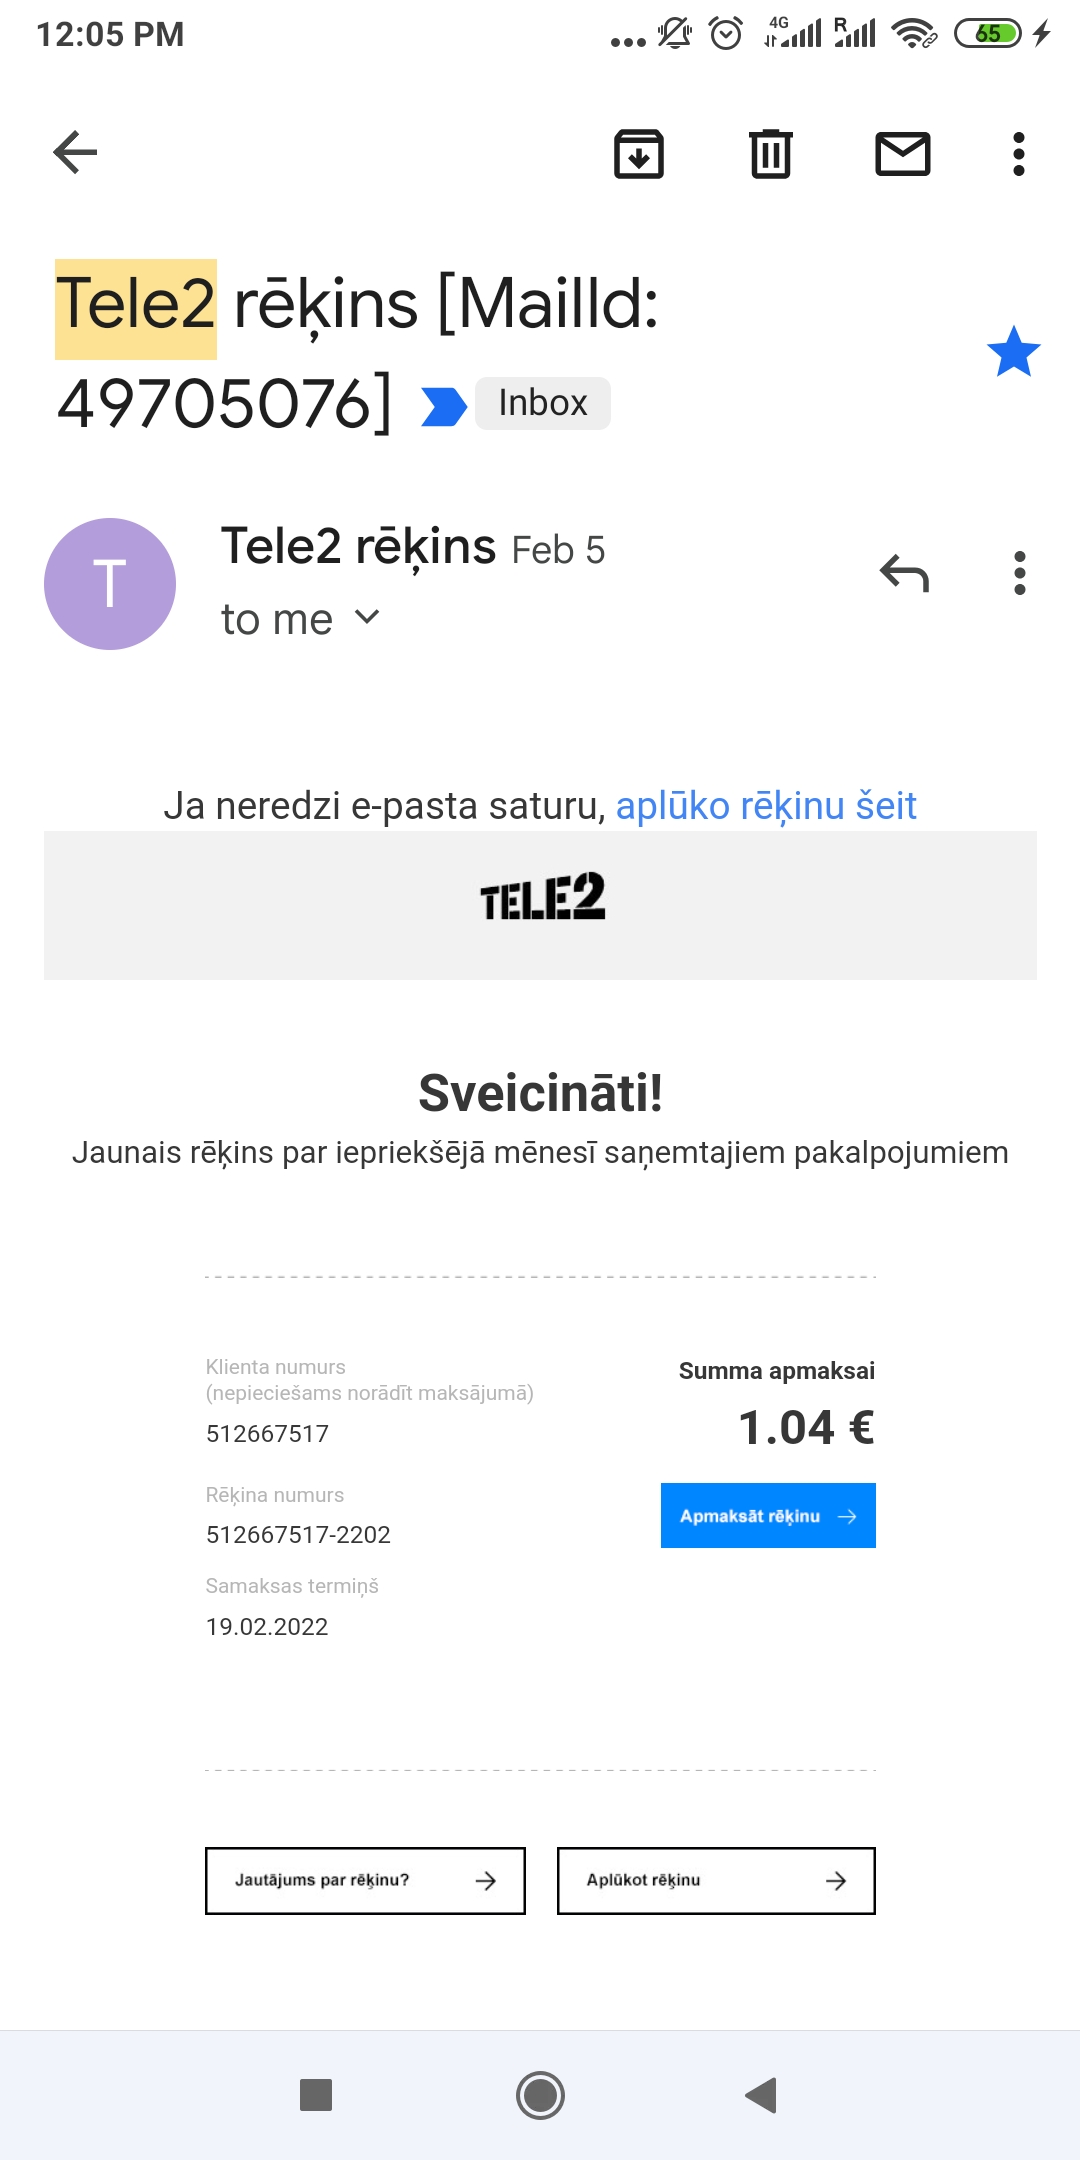 12:05 PM
4G
R
65
Tele2 rēķins [MailId:
49705076]
Inbox
T
Tele2 rēķins Feb 5
to me
Ja neredzi e-pasta saturu, aplūko rēķinu šeit
TELE2
Sveicināti!
Jaunais rēķins par iepriekšējā mēnesī saņemtajiem pakalpojumiem
Klienta numurs
(nepieciešams norādīt maksājumā)
512667517
Summa apmaksai
1.04 €
Rēķina numurs
512667517-2202
Apmaksāt rēķinu
Samaksas termiņš
19.02.2022
Jautājums par rēķinu?
Aplūkot rēķinu